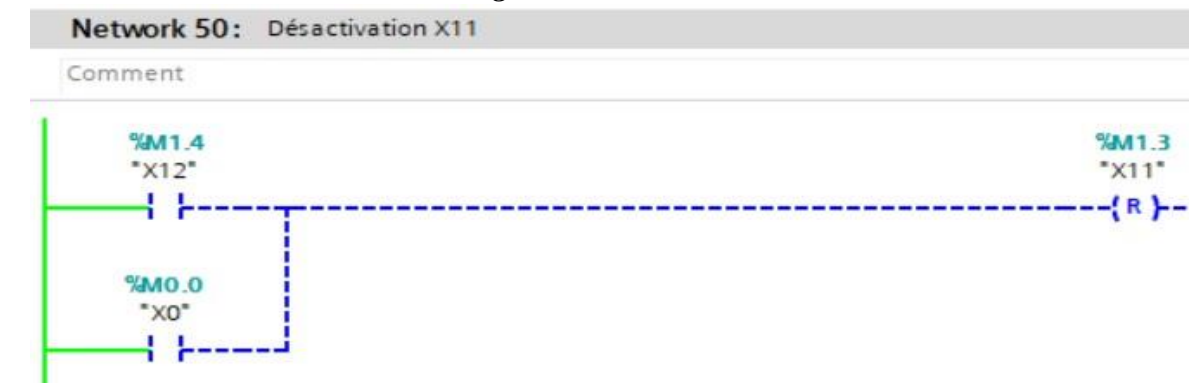 Network 50: Désactivation X11
Comment
%M1.4
"X12"
%M1.3
"X11"
R
%M0.0
"X0"